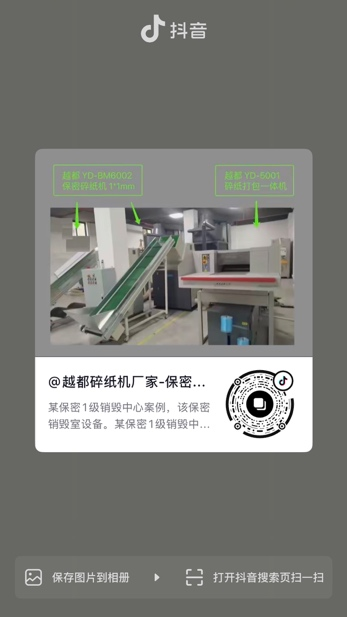 抖音
越都 YD-BM6002
保密碎纸机 1*1mm
越都 YD-6001
碎纸打包一体机
@越都碎纸机厂家-保密...
某保密1级销毁中心案例，该保密
销毁室设备。某保密1级销毁中...
保存图片到相册
打开抖音搜索页扫一扫